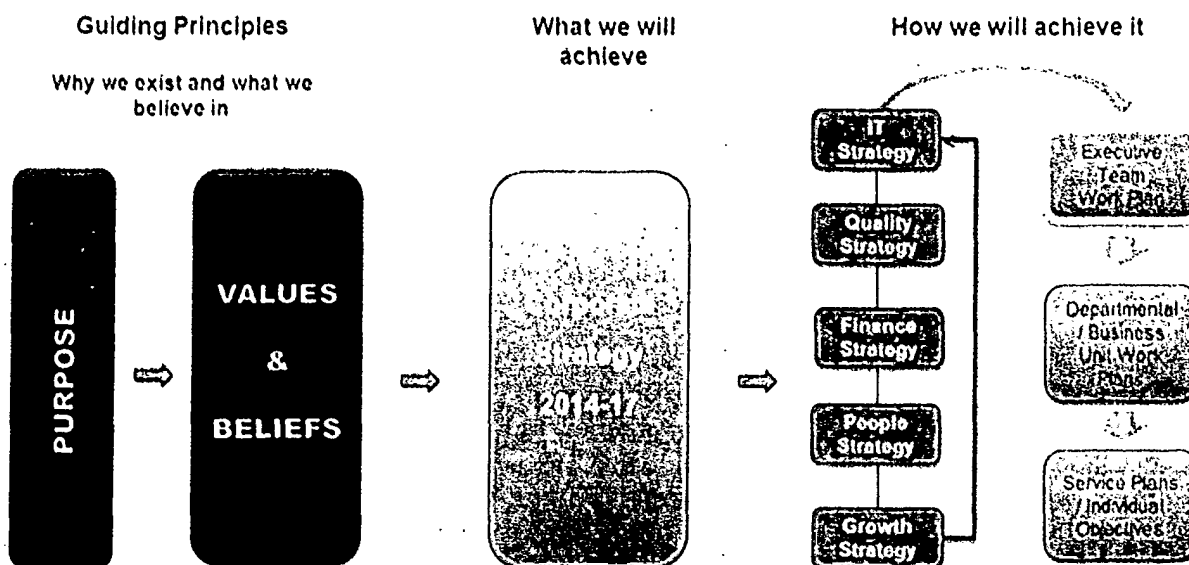 Guiding Principles
Why we exist and what we
believe in
PURPOSE
VALUES
&
BELIEFS
What we will
achieve
Strategy
2014-17
How we will achieve it
IT
Strategy
Quality
Strategy
Finance
Strategy
People
Strategy
Growth
Strategy
Executive
Team
Work Plan
Departmental
/ Business
Unit Work
Plans
Service Plans
/ Individual
Objectives